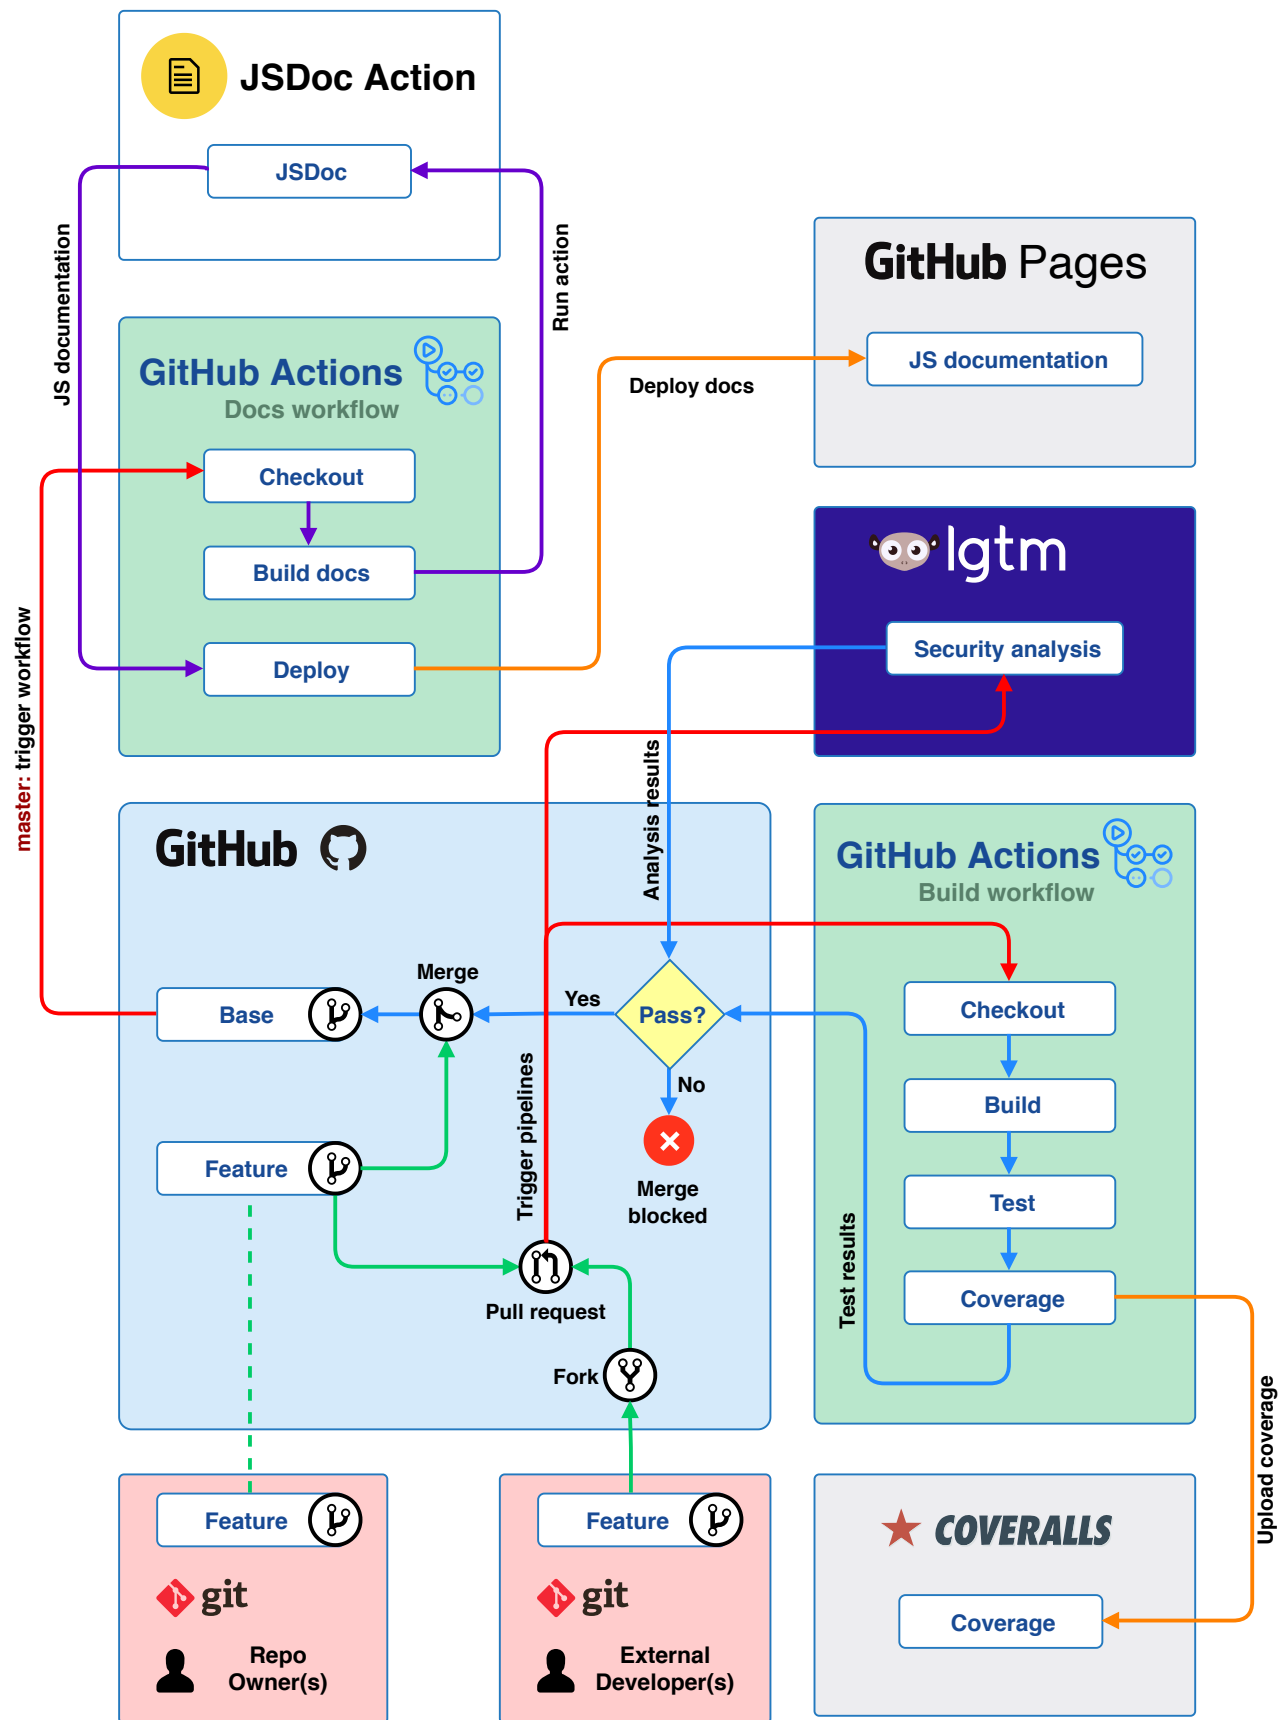 JSDoc Action
JSDoc
JS documentation
Run action
GitHub Pages
JS documentation
GitHub Actions
Docs workflow
Deploy docs
Checkout
Build docs
Deploy
lgtm
Security analysis
master: trigger workflow
Analysis results
GitHub
GitHub Actions
Build workflow
Merge
Yes
Base
Pass?
Checkout
No
Build
Trigger pipelines
Feature
Merge
blocked
Test
Test results
Pull request
Coverage
Fork
Upload coverage
Feature
git
Repo
Owner(s)
Feature
git
External
Developer(s)
COVERALLS
Coverage